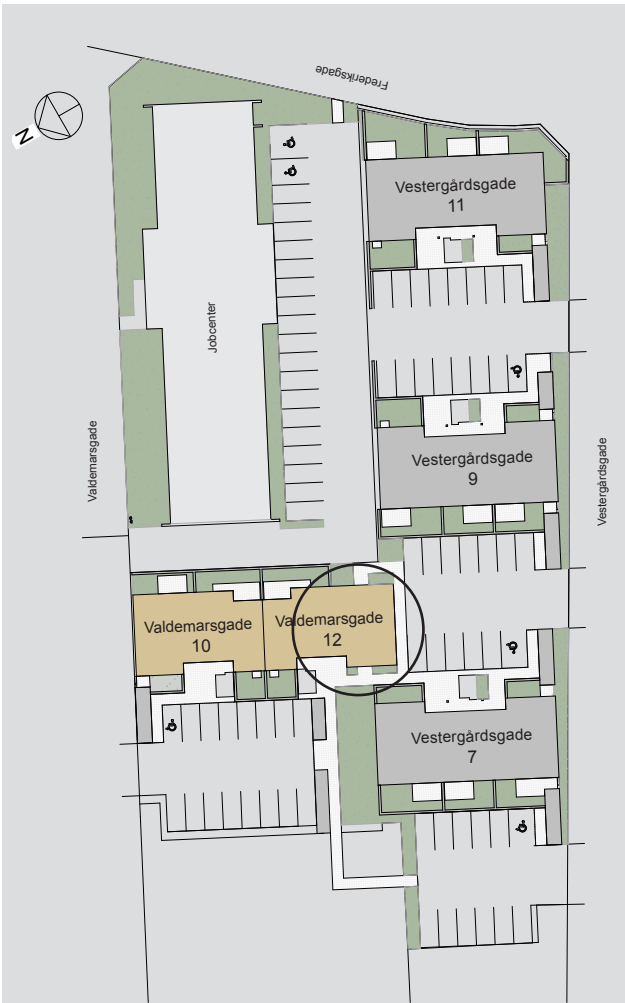 Frederiksgade
N
Vestergårdsgade
11
Jobcenter
Valdemarsgade
Vestergårdsgade
9
Vestergårdsgade
Valdemarsgade
10
Valdemarsgade
12
Vestergårdsgade
7